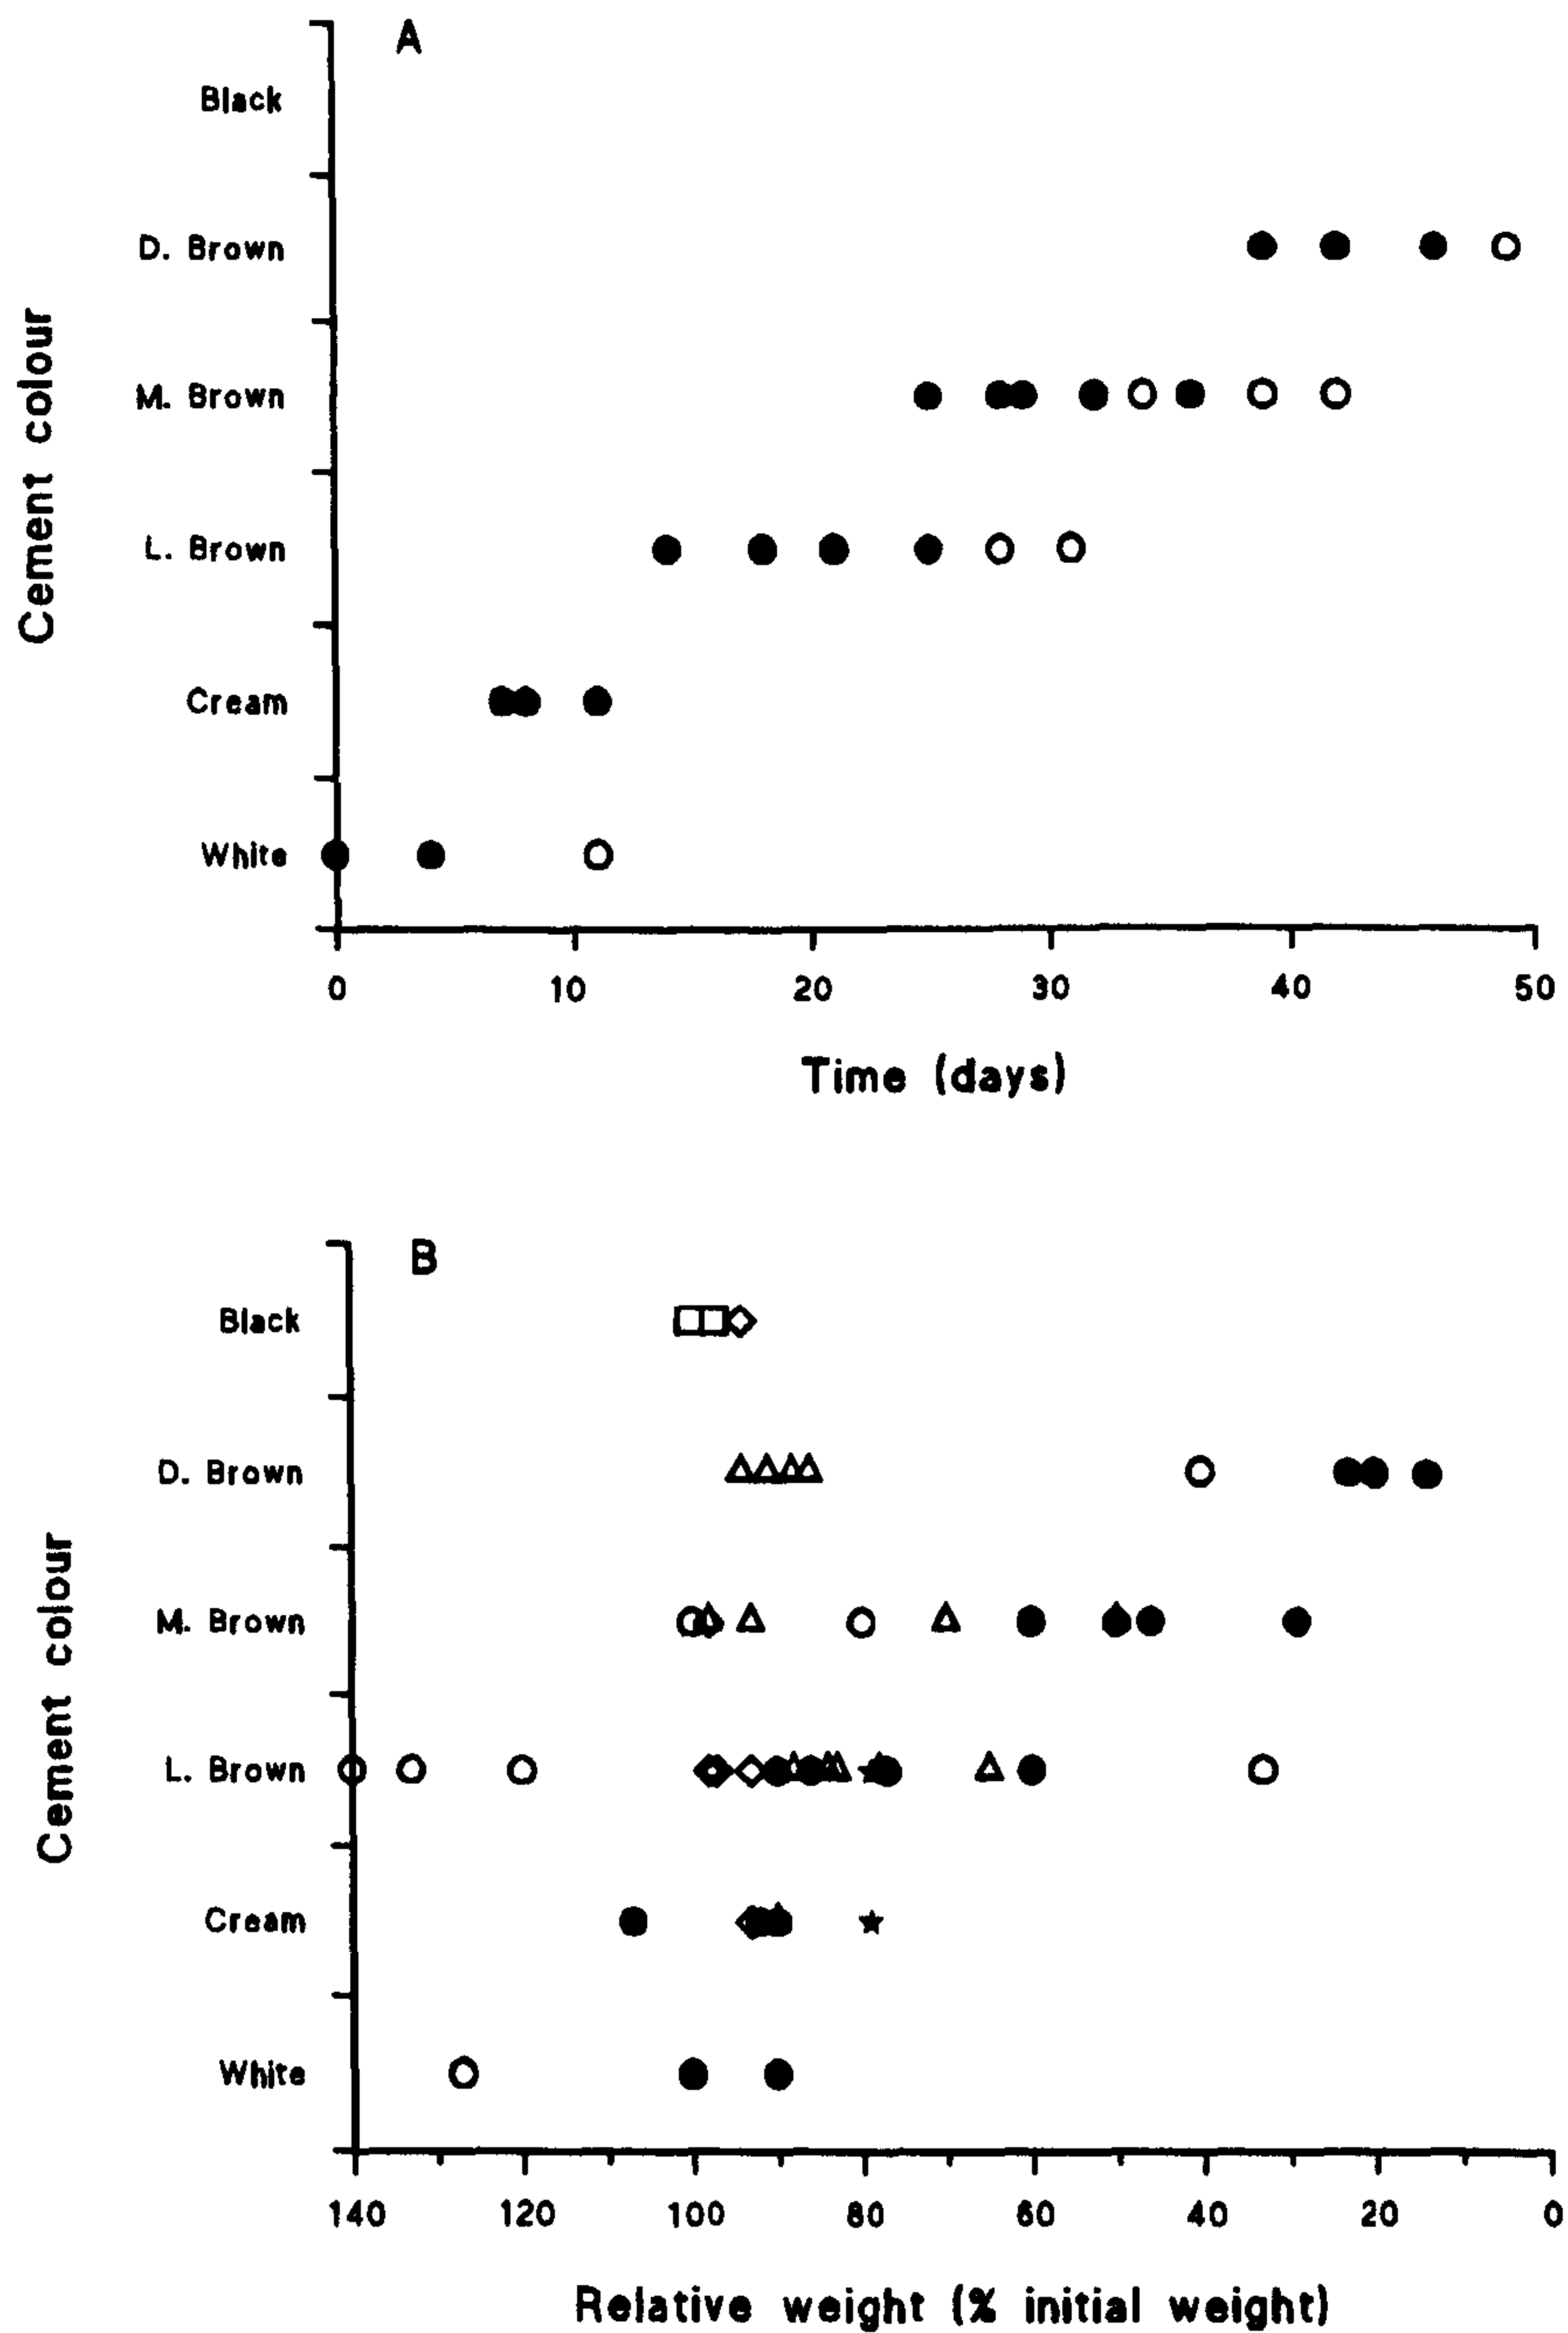 A
Black
D. Brown
M. Brown
L. Brown
Cream
White
Cement colour
0 10 20 30 40 50
Time (days)
B
Black
D. Brown
M. Brown
L. Brown
Cream
White
Cement colour
140 120 100 80 60 40 20 0
Relative weight (% initial weight)